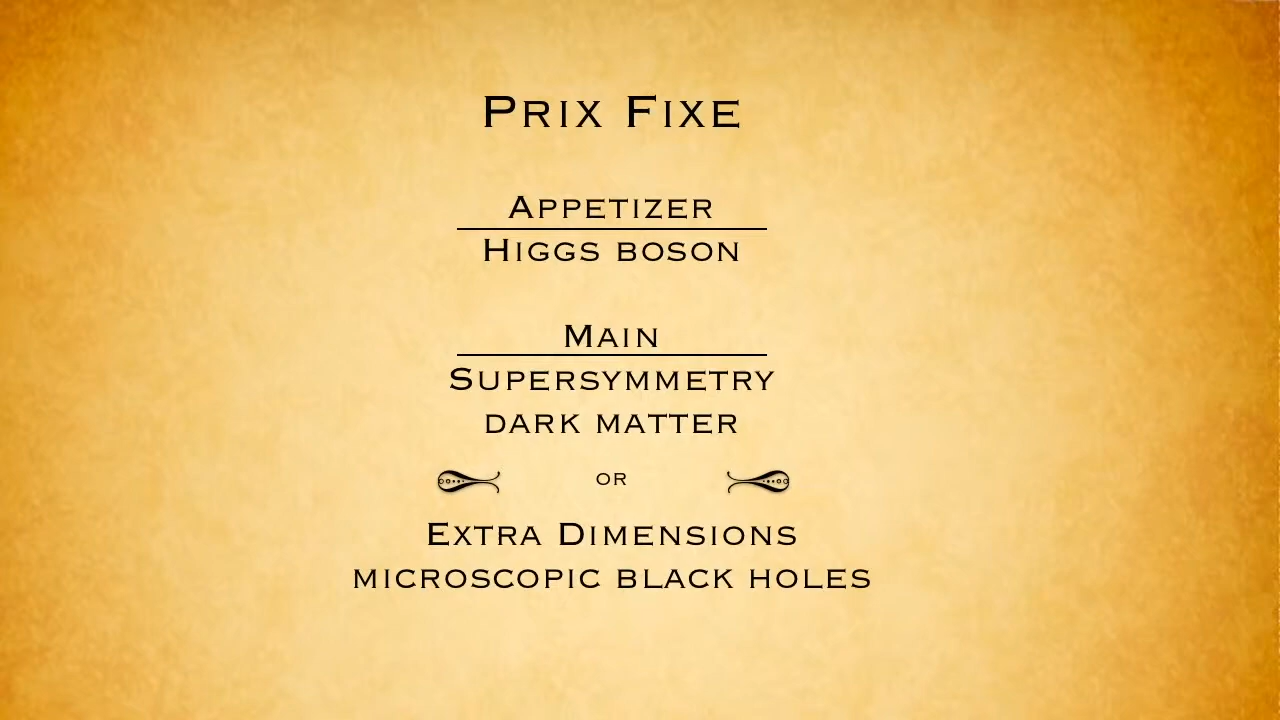 Prix Fixe
Appetizer
Higgs boson
Main
Supersymmetry
dark matter
or
Extra Dimensions
microscopic black holes